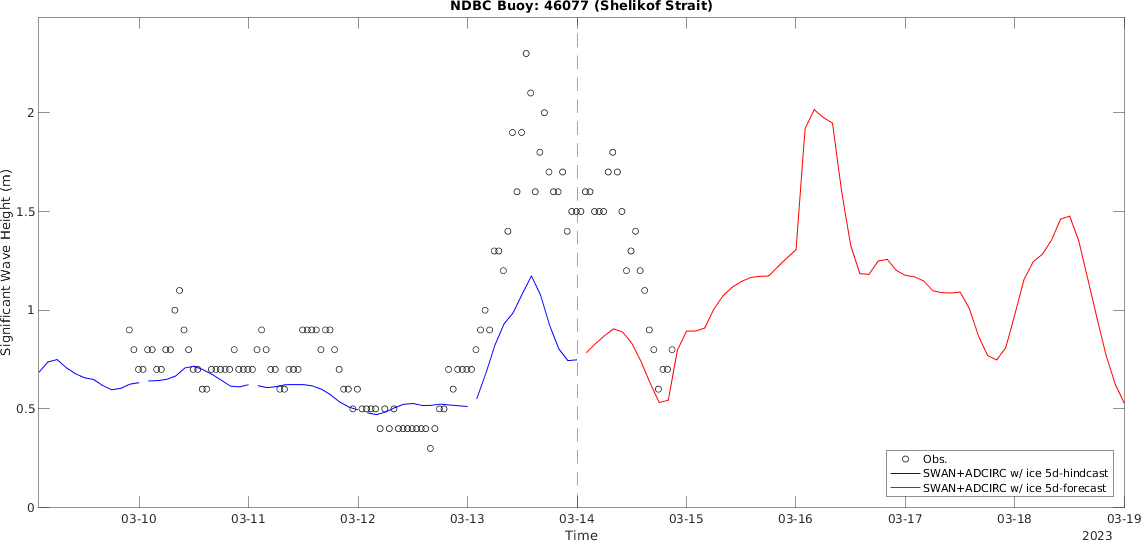 NDBC Buoy: 46077 (Shelikof Strait)
Significant Wave Height (m)
2
1.5
1
0.5
0
Obs.
SWAN+ADCIRC w/ ice 5d-hindcast
SWAN+ADCIRC w/ ice 5d-forecast
03-10 03-11 03-12 03-13 03-14 03-15 03-16 03-17 03-18 03-19
Time
2023